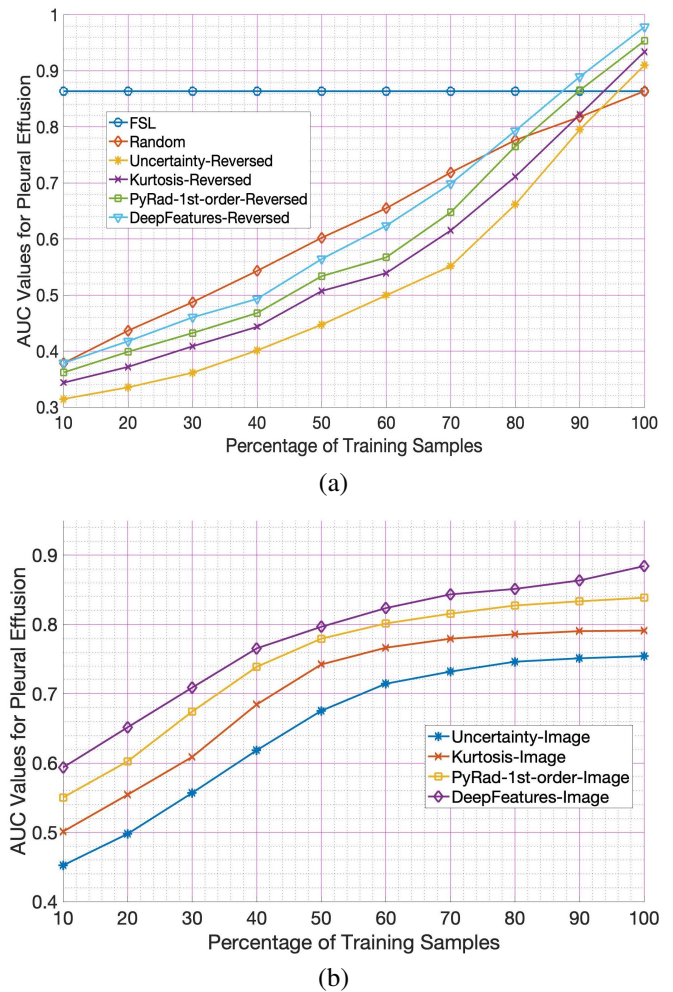 1
0.9
0.8
0.7
0.6
0.5
0.4
0.3
AUC Values for Pleural Effusion
FSL
Random
Uncertainty-Reversed
Kurtosis-Reversed
PyRad-1st-order-Reversed
DeepFeatures-Reversed
10 20 30 40 50 60 70 80 90 100
Percentage of Training Samples
(a)
0.9
0.8
0.7
0.6
0.5
0.4
AUC Values for Pleural Effusion
Uncertainty-Image
Kurtosis-Image
PyRad-1st-order-Image
DeepFeatures-Image
10 20 30 40 50 60 70 80 90 100
Percentage of Training Samples
(b)